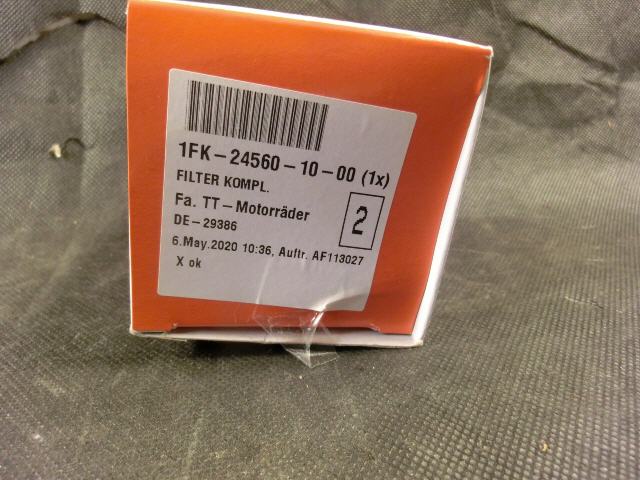 1FK-24560-10-00 (1x)
FILTER KOMPL.
Fa. TT-Motorräder
DE-29386
2
6.May.2020 10:36, Auftr. AF113027
X ok